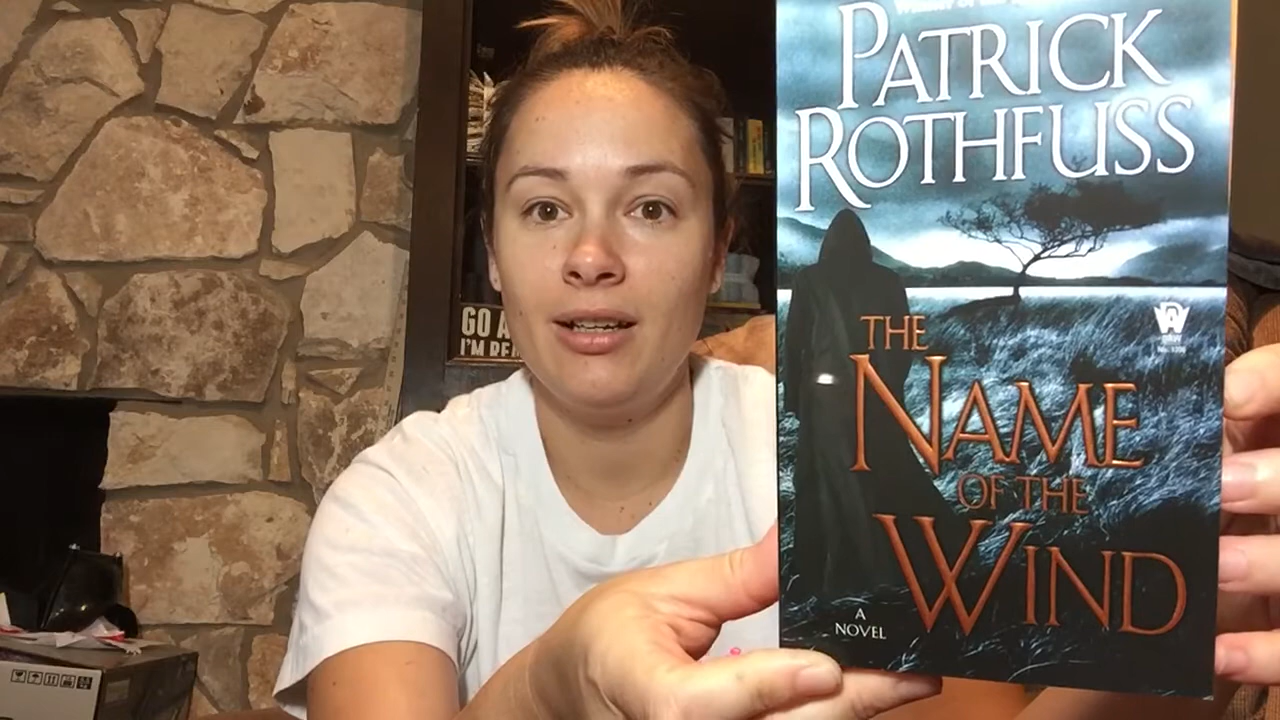 PATRICK
ROTHFUSS
THE
NAME
OF THE
WIND
A
NOVEL
GO A
I'M RE